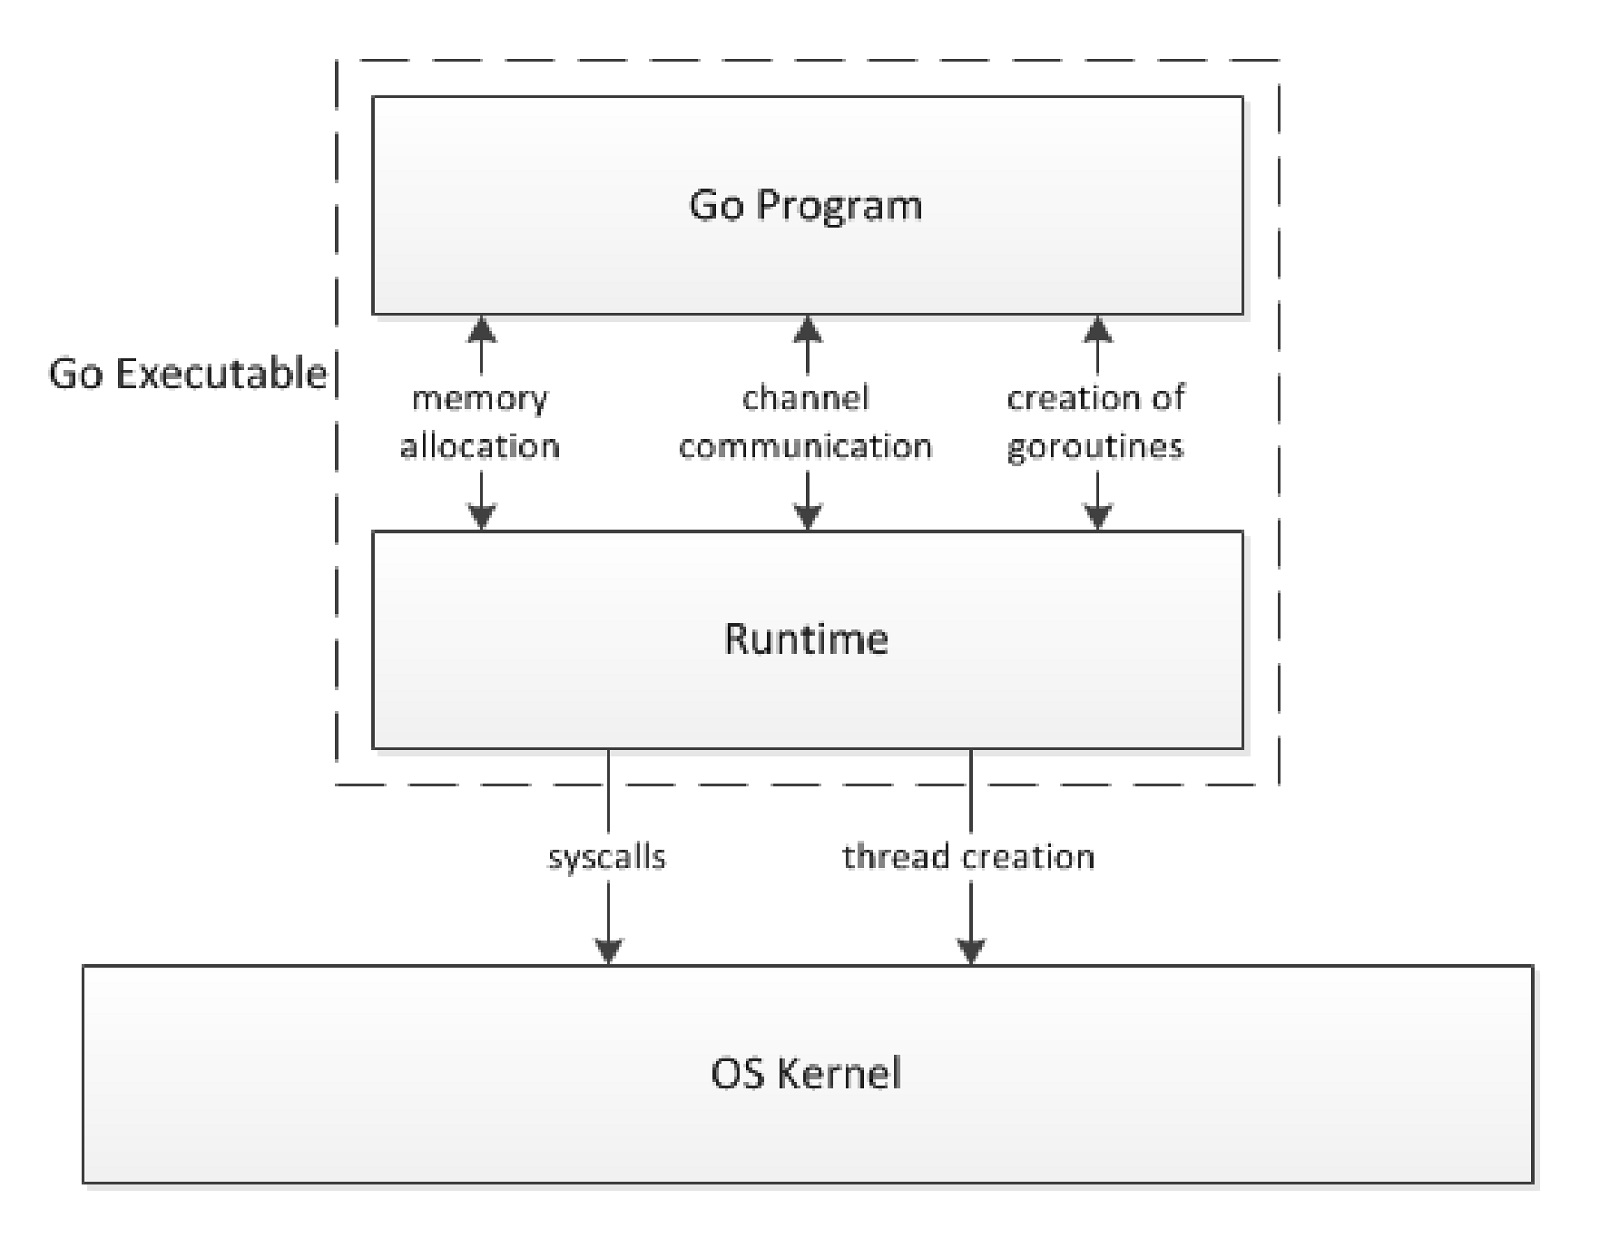 Go Program
Go Executable
memory
allocation
channel
communication
creation of
goroutines
Runtime
syscalls
thread creation
OS Kernel